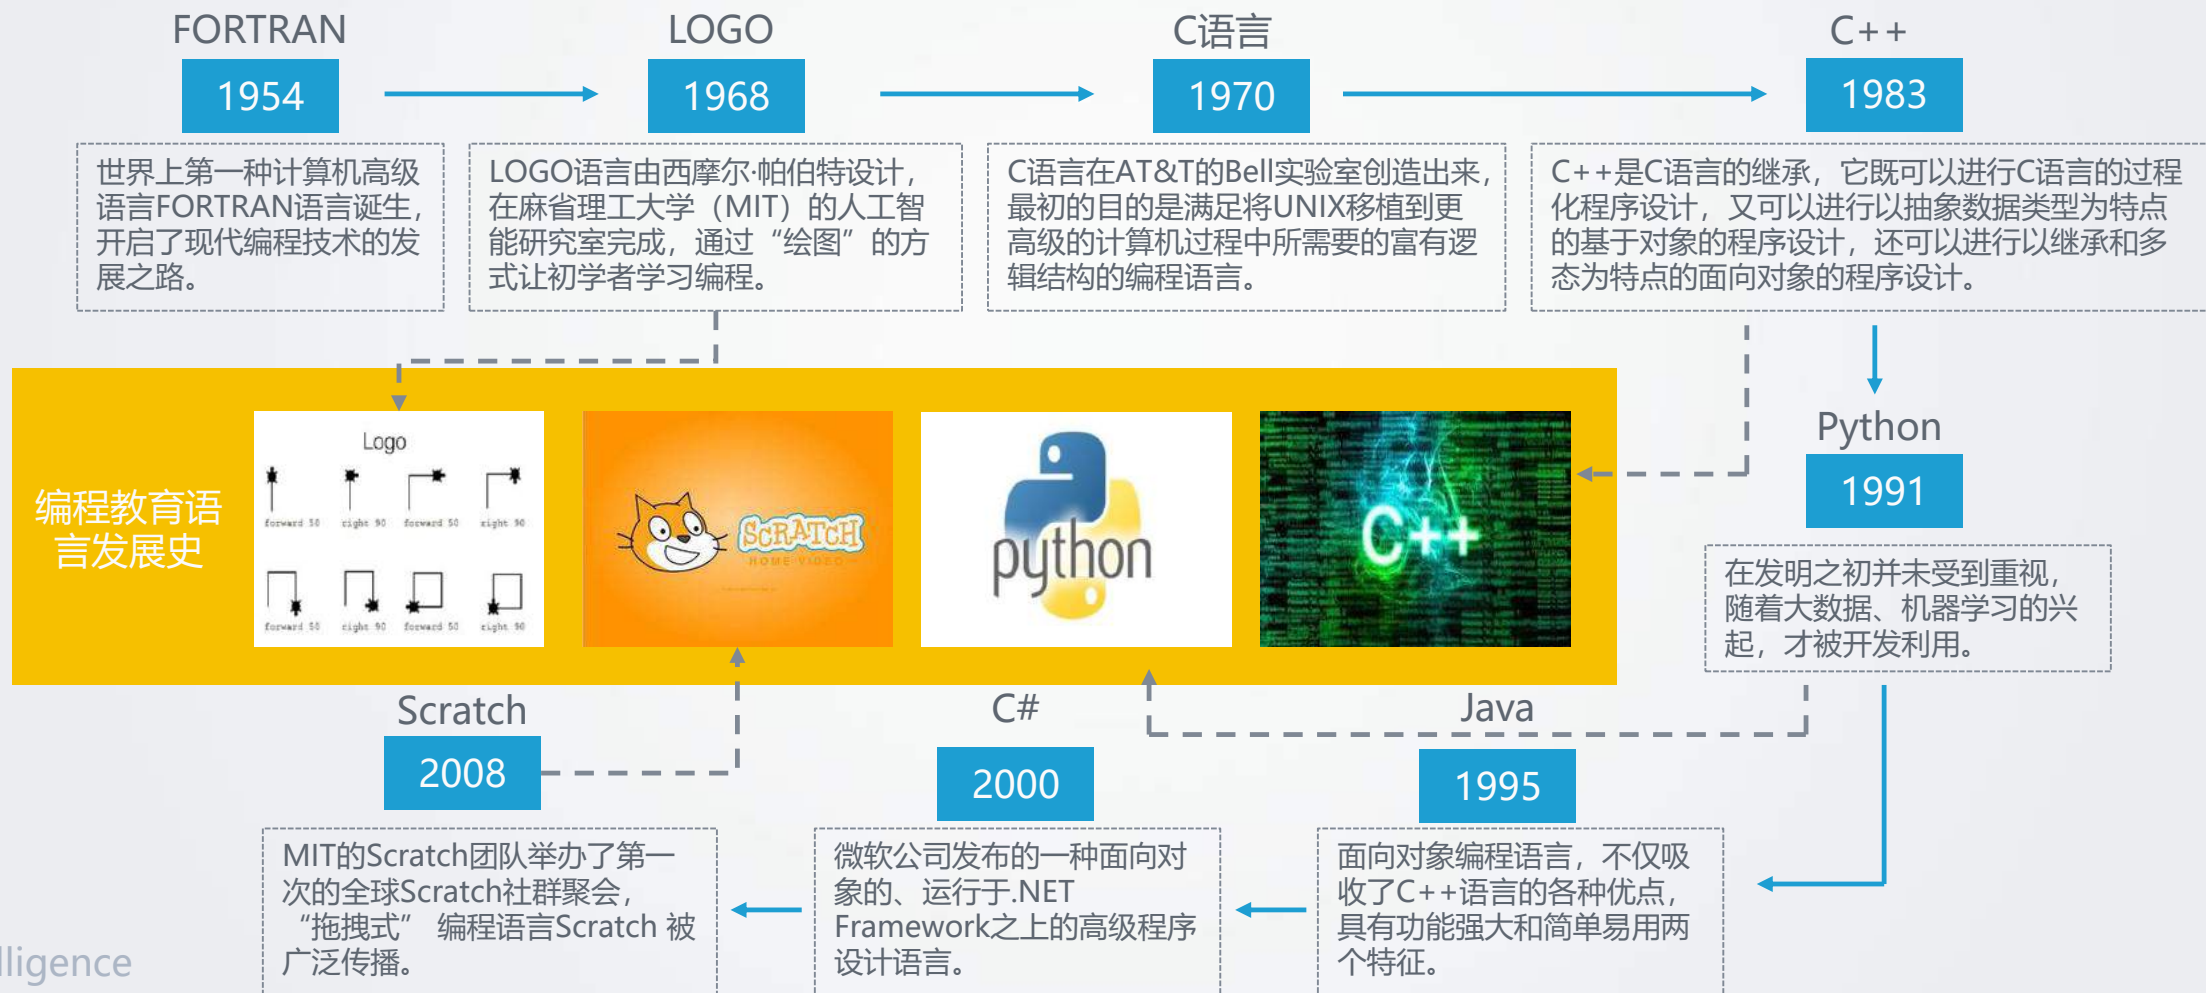 FORTRAN
1954
世界上第一种计算机高级
语言FORTRAN语言诞生，
开启了现代编程技术的发
展之路。
LOGO
1968
LOGO语言由西摩尔·帕伯特设计，
在麻省理工大学（MIT）的人工智
能研究室完成，通过“绘图”的方
式让初学者学习编程。
C语言
1970
C语言在AT&T的Bell实验室创造出来，
最初的目的是满足将UNIX移植到更
高级的计算机过程中所需要的富有逻
辑结构的编程语言。
C++
1983
C++是C语言的继承，它既可以进行C语言的过程
化程序设计，又可以进行以抽象数据类型为特点
的基于对象的程序设计，还可以进行以继承和多
态为特点的面向对象的程序设计。
编程教育语
言发展史
Logo
forward 50 right 90 forward 50 right 90
forward 50 right 90 forward 50 right 90
SCRATCH
HOME VIDEO
python
C++
Python
1991
在发明之初并未受到重视，
随着大数据、机器学习的兴
起，才被开发利用。
Java
1995
面向对象编程语言，不仅吸
收了C++语言的各种优点，
具有功能强大和简单易用两
个特征。
C#
2000
微软公司发布的一种面向对
象的、运行于.NET
Framework之上的高级程序
设计语言。
Scratch
2008
MIT的Scratch团队举办了第一
次的全球Scratch社群聚会，
“拖拽式” 编程语言Scratch 被
广泛传播。
lligence